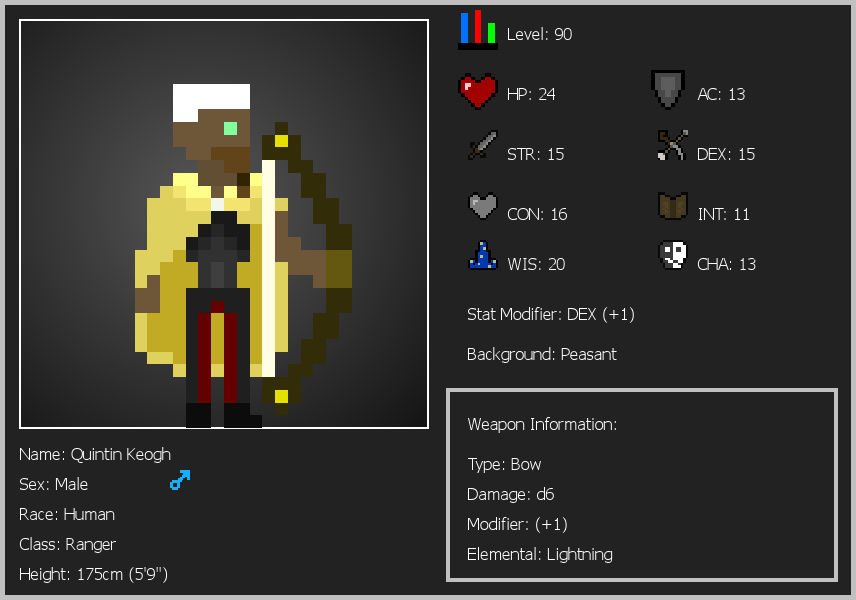 Level: 90
HP: 24
AC: 13
STR: 15
DEX: 15
CON: 16
INT: 11
WIS: 20
CHA: 13
Stat Modifier: DEX (+1)
Background: Peasant
Weapon Information:
Type: Bow
Damage: d6
Modifier: (+1)
Elemental: Lightning
Name: Quintin Keogh
Sex: Male
Race: Human
Class: Ranger
Height: 175cm (5'9")